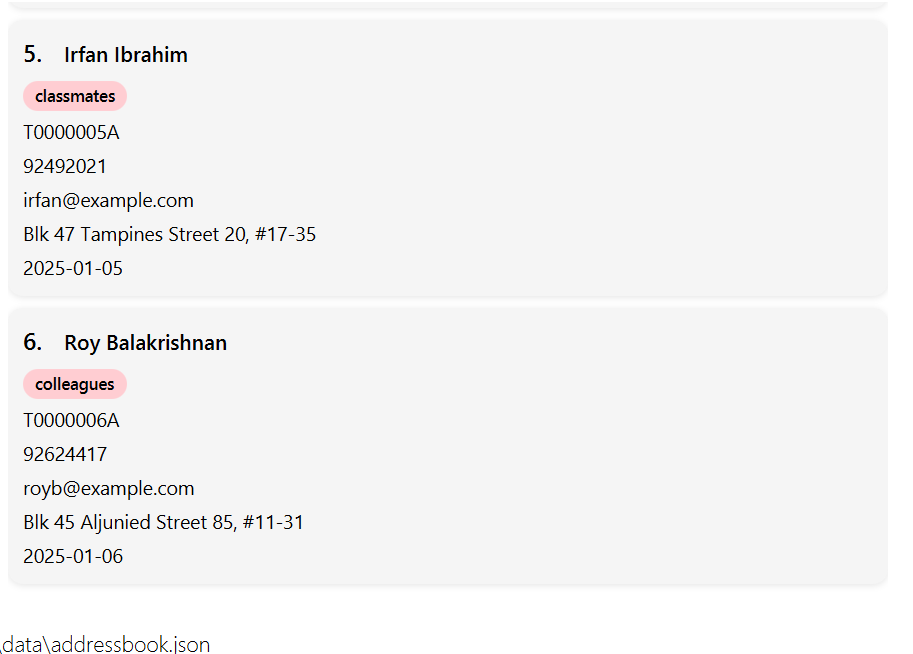 5. Irfan Ibrahim
classmates
T0000005A
92492021
irfan@example.com
Blk 47 Tampines Street 20, #17-35
2025-01-05
6. Roy Balakrishnan
colleagues
T0000006A
92624417
royb@example.com
Blk 45 Aljunied Street 85, #11-31
2025-01-06
\data\addressbook.json